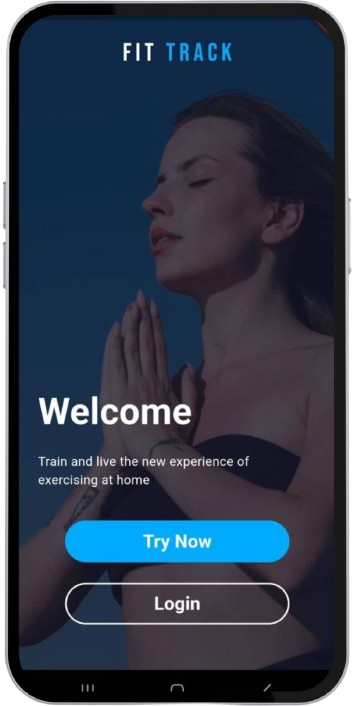 FIT TRACK
Welcome
Train and live the new experience of
exercising at home
Try Now
Login